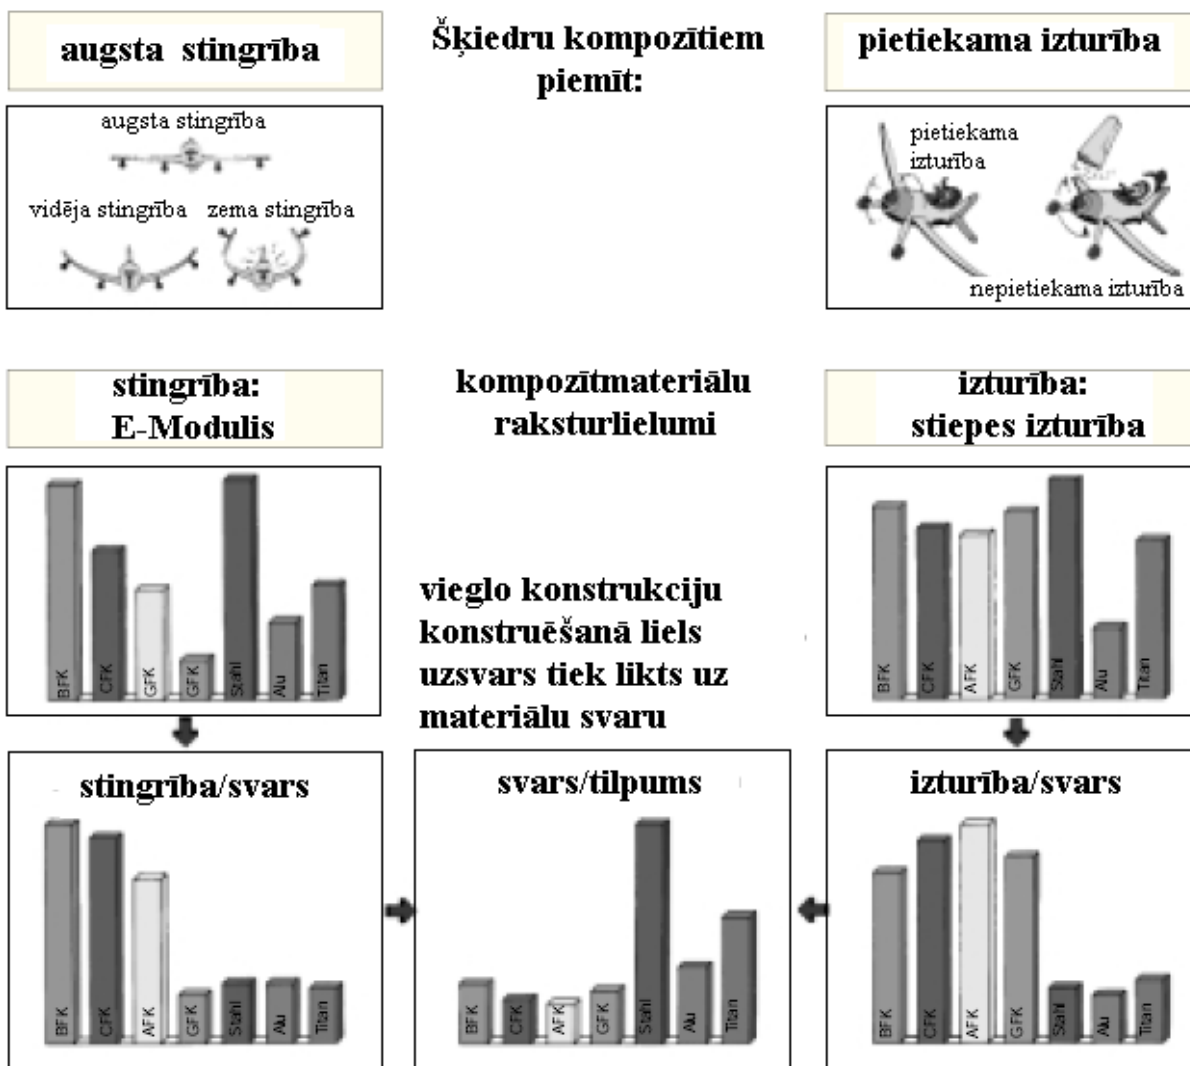 augsta stingrība
Šķiedru kompozītiem
piemīt:
pietiekama izturība
augsta stingrība
vidēja stingrība
zema stingrība
pietiekama
izturība
nepietiekama izturība
stingrība:
E-Modulis
kompozītmateriālu
raksturlielumi
izturība:
stiepes izturība
BFK
CFK
GFK
GFK
Stahl
Alu
Titan
vieglo konstrukciju
konstruēšanā liels
uzsvars tiek likts uz
materiālu svaru
BFK
CFK
AFK
GFK
Stahl
Alu
Titan
stingrība/svars
BFK
CFK
AFK
GFK
Stahl
Alu
Titan
svars/tilpums
BFK
CFK
AFK
GFK
Stahl
Alu
Titan
izturība/svars
BFK
CFK
AFK
GFK
Stahl
Alu
Titan